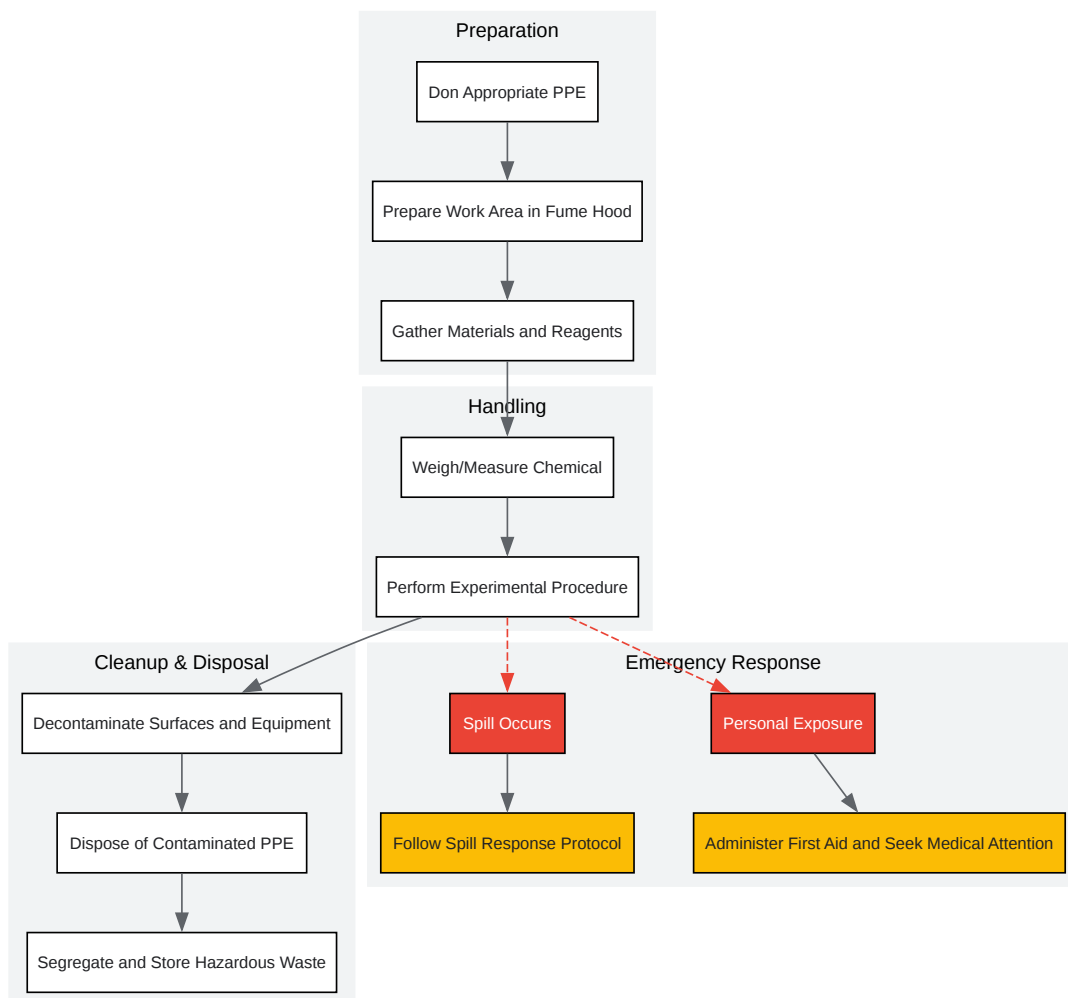 Preparation
Don Appropriate PPE
Prepare Work Area in Fume Hood
Gather Materials and Reagents
Handling
Weigh/Measure Chemical
Perform Experimental Procedure
Cleanup & Disposal
Decontaminate Surfaces and Equipment
Dispose of Contaminated PPE
Segregate and Store Hazardous Waste
Emergency Response
Spill Occurs
Personal Exposure
Follow Spill Response Protocol
Administer First Aid and Seek Medical Attention